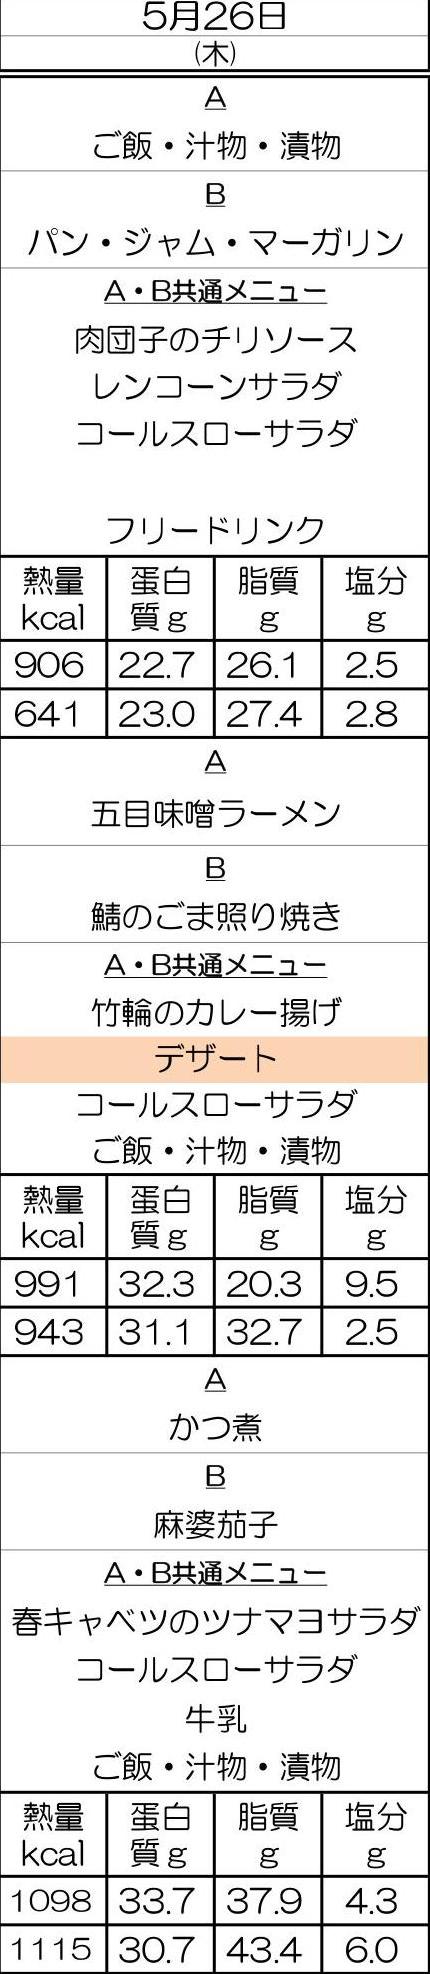 5月26日
(木)
A
ご飯・汁物・漬物
B
パン・ジャム・マーガリン
A・B共通メニュー
肉団子のチリソース
レンコーンサラダ
コールスローサラダ
フリードリンク
熱量 蛋白 脂質 塩分
kcal 質g g g
906 22.7 26.1 2.5
641 23.0 27.4 2.8
A
五目味噌ラーメン
B
鯖のごま照り焼き
A・B共通メニュー
竹輪のカレー揚げ
デザート
コールスローサラダ
ご飯・汁物・漬物
熱量 蛋白 脂質 塩分
kcal 質g g g
991 32.3 20.3 9.5
943 31.1 32.7 2.5
A
かつ煮
B
麻婆茄子
A・B共通メニュー
春キャベツのツナマヨサラダ
コールスローサラダ
牛乳
ご飯・汁物・漬物
熱量 蛋白 脂質 塩分
kcal 質g g g
1098 33.7 37.9 4.3
1115 30.7 43.4 6.0